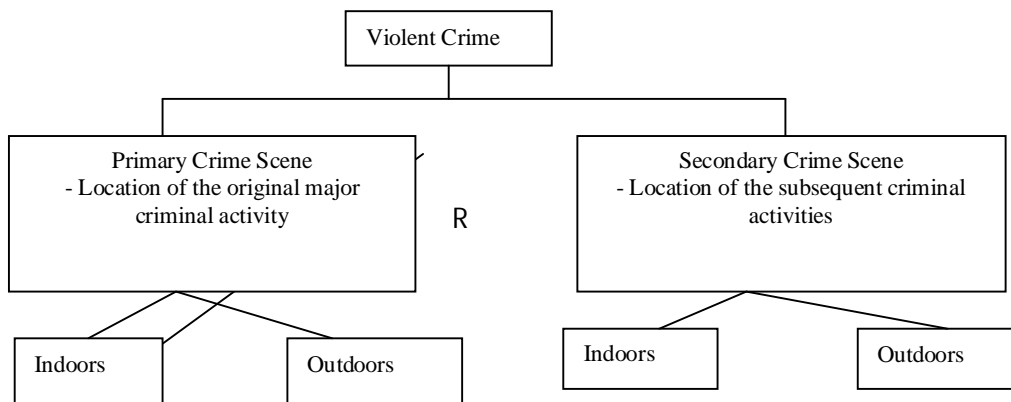 Violent Crime
Primary Crime Scene
- Location of the original major
criminal activity
R
Secondary Crime Scene
- Location of the subsequent criminal
activities
Indoors
Outdoors
Indoors
Outdoors